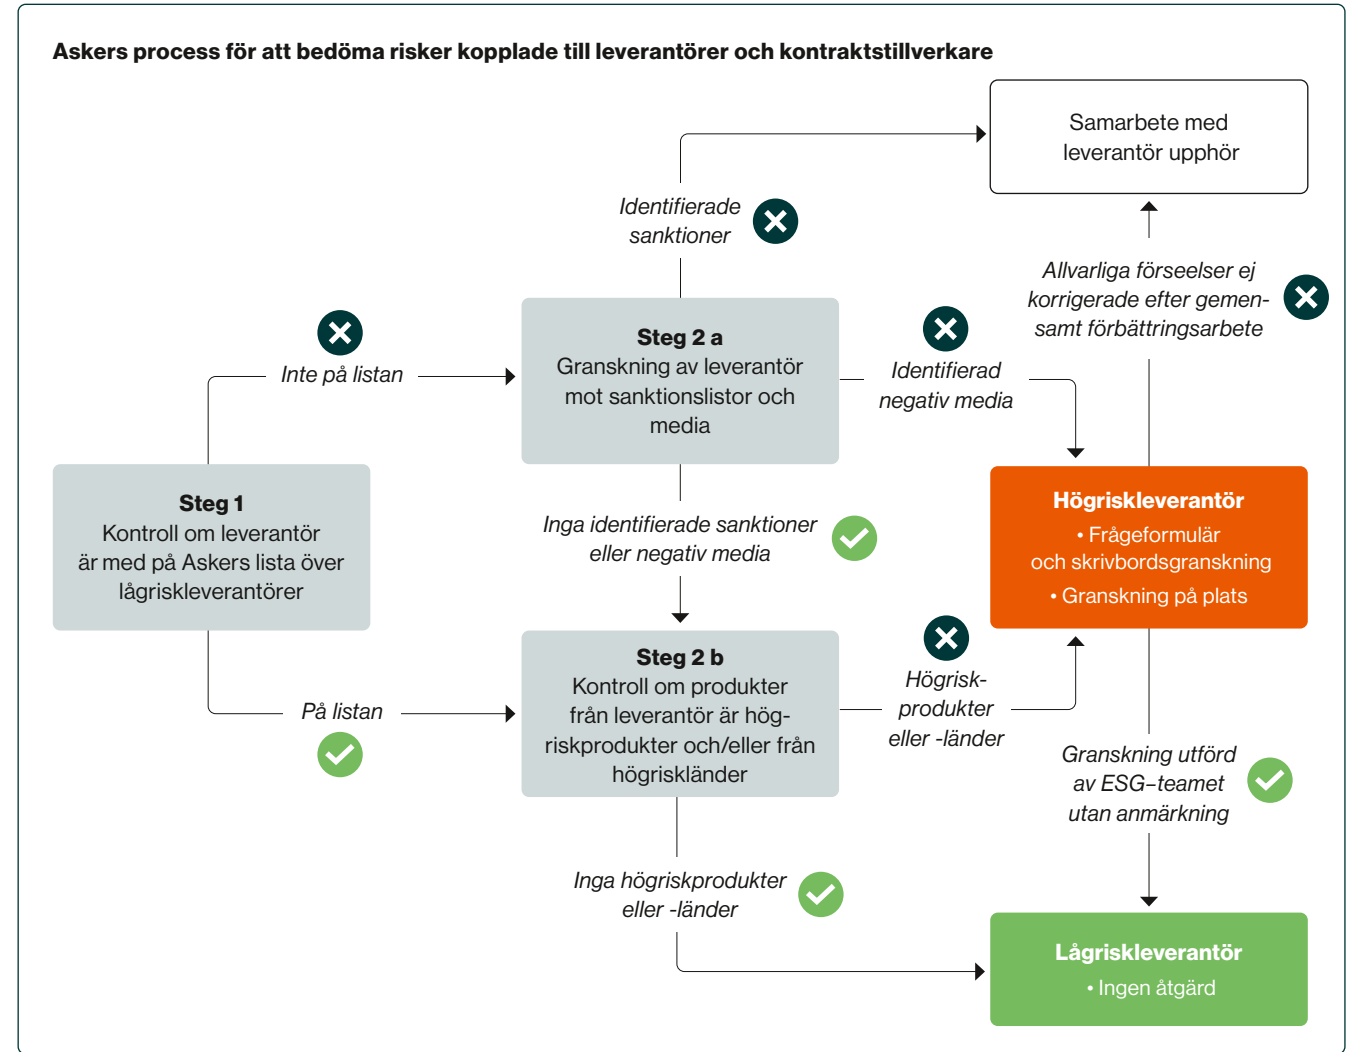 Askers process för att bedöma risker kopplade till leverantörer och kontraktstillverkare
Samarbete med
leverantör upphör
Identifierade
sanktioner
Allvarliga förseelser ej
korrigerade efter gemen-
samt förbättringsarbete
Inte på listan
Steg 2 a
Granskning av leverantör
mot sanktionslistor och
media
Identifierad
negativ media
Steg 1
Kontroll om leverantör
är med på Askers lista över
lågriskleverantörer
Inga identifierade sanktioner
eller negativ media
Högriskleverantör
• Frågeformulär
och skrivbordsgranskning
• Granskning på plats
På listan
Steg 2 b
Kontroll om produkter
från leverantör är hög-
riskprodukter och/eller från
högriskländer
Högrisk-
produkter
eller -länder
Granskning utförd
av ESG–teamet
utan anmärkning
Inga högriskprodukter
eller -länder
Lågriskleverantör
• Ingen åtgärd